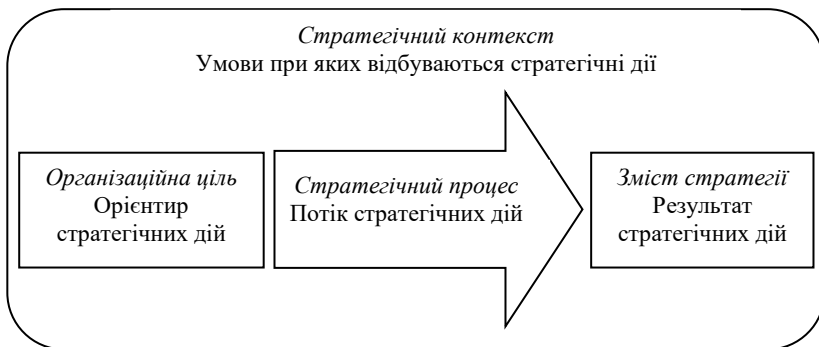 Стратегічний контекст
Умови при яких відбуваються стратегічні дії
Організаційна ціль
Орієнтир
стратегічних дій
Стратегічний процес
Потік стратегічних дій
Зміст стратегії
Результат
стратегічних дій